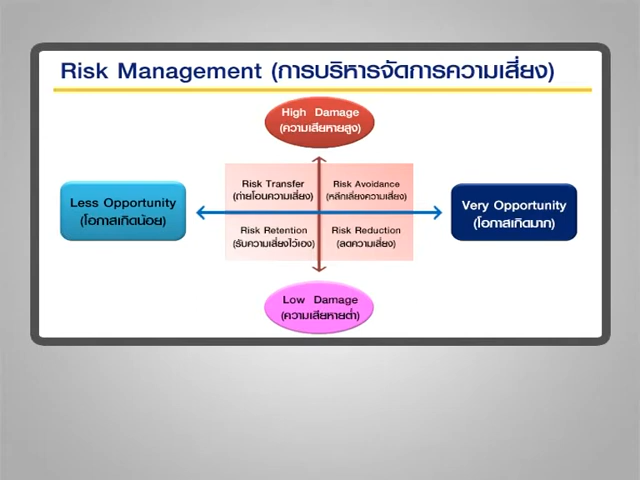 Risk Management (การบริหารจัดการความเสี่ยง)
High Damage
(ความเสียหายสูง)
Risk Transfer
(ถ่ายโอนความเสี่ยง)
Risk Avoidance
(หลีกเลี่ยงความเสี่ยง)
Less Opportunity
(โอกาสเกิดน้อย)
Very Opportunity
(โอกาสเกิดมาก)
Risk Retention
(รับความเสี่ยงไว้เอง)
Risk Reduction
(ลดความเสี่ยง)
Low Damage
(ความเสียหายต่ำ)